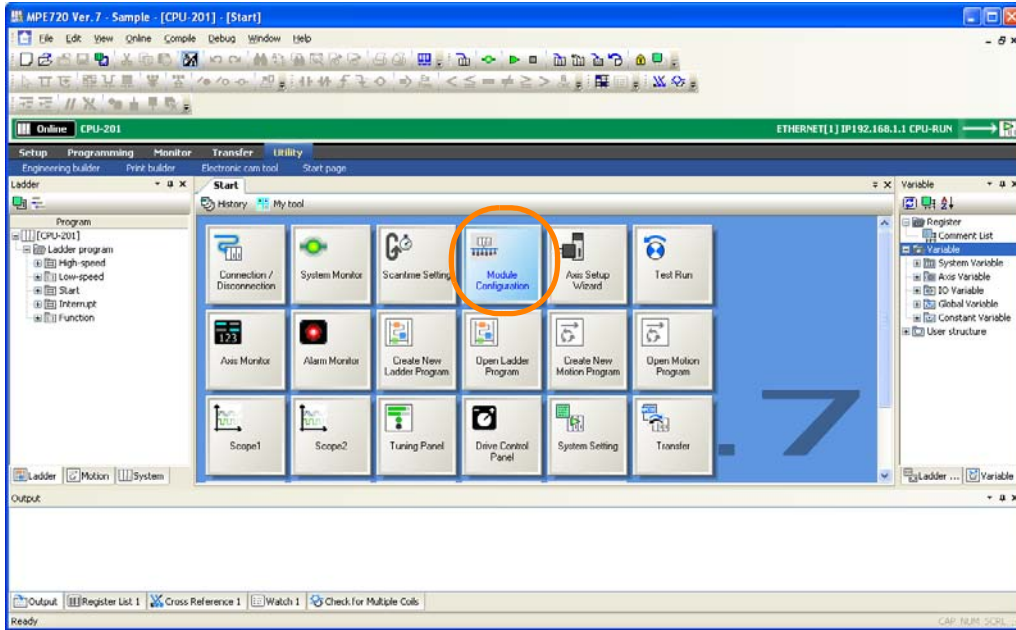 MPE720 Ver.7 - Sample - [CPU-201] - [Start]
File Edit View Online Compile Debug Window Help
Online CPU-201
ETHERNET[1] IP192.168.1.1 CPU-RUN
Setup Programming Monitor Transfer Utility
Engineering builder Print builder Electronic cam tool Start page
Ladder
Program
[CPU-201]
Ladder program
High-speed
Low-speed
Start
Interrupt
Function
Ladder Motion System
Start
History My tool
Connection /
Disconnection
System Monitor
Scantime Setting
Module
Configuration
Axis Setup
Wizard
Test Run
123
Axis Monitor
Alarm Monitor
Create New
Ladder Program
Open Ladder
Program
Create New
Motion Program
Open Motion
Program
Scope1
Scope2
Tuning Panel
Drive Control
Panel
System Setting
Transfer
.7
Variable
Register
Comment List
Variable
System Variable
Axis Variable
IO Variable
Global Variable
Constant Variable
User structure
Ladder ... Variable
Output
Output Register List 1 Cross Reference 1 Watch 1 Check for Multiple Coils
Ready
CAP NUM SCRL